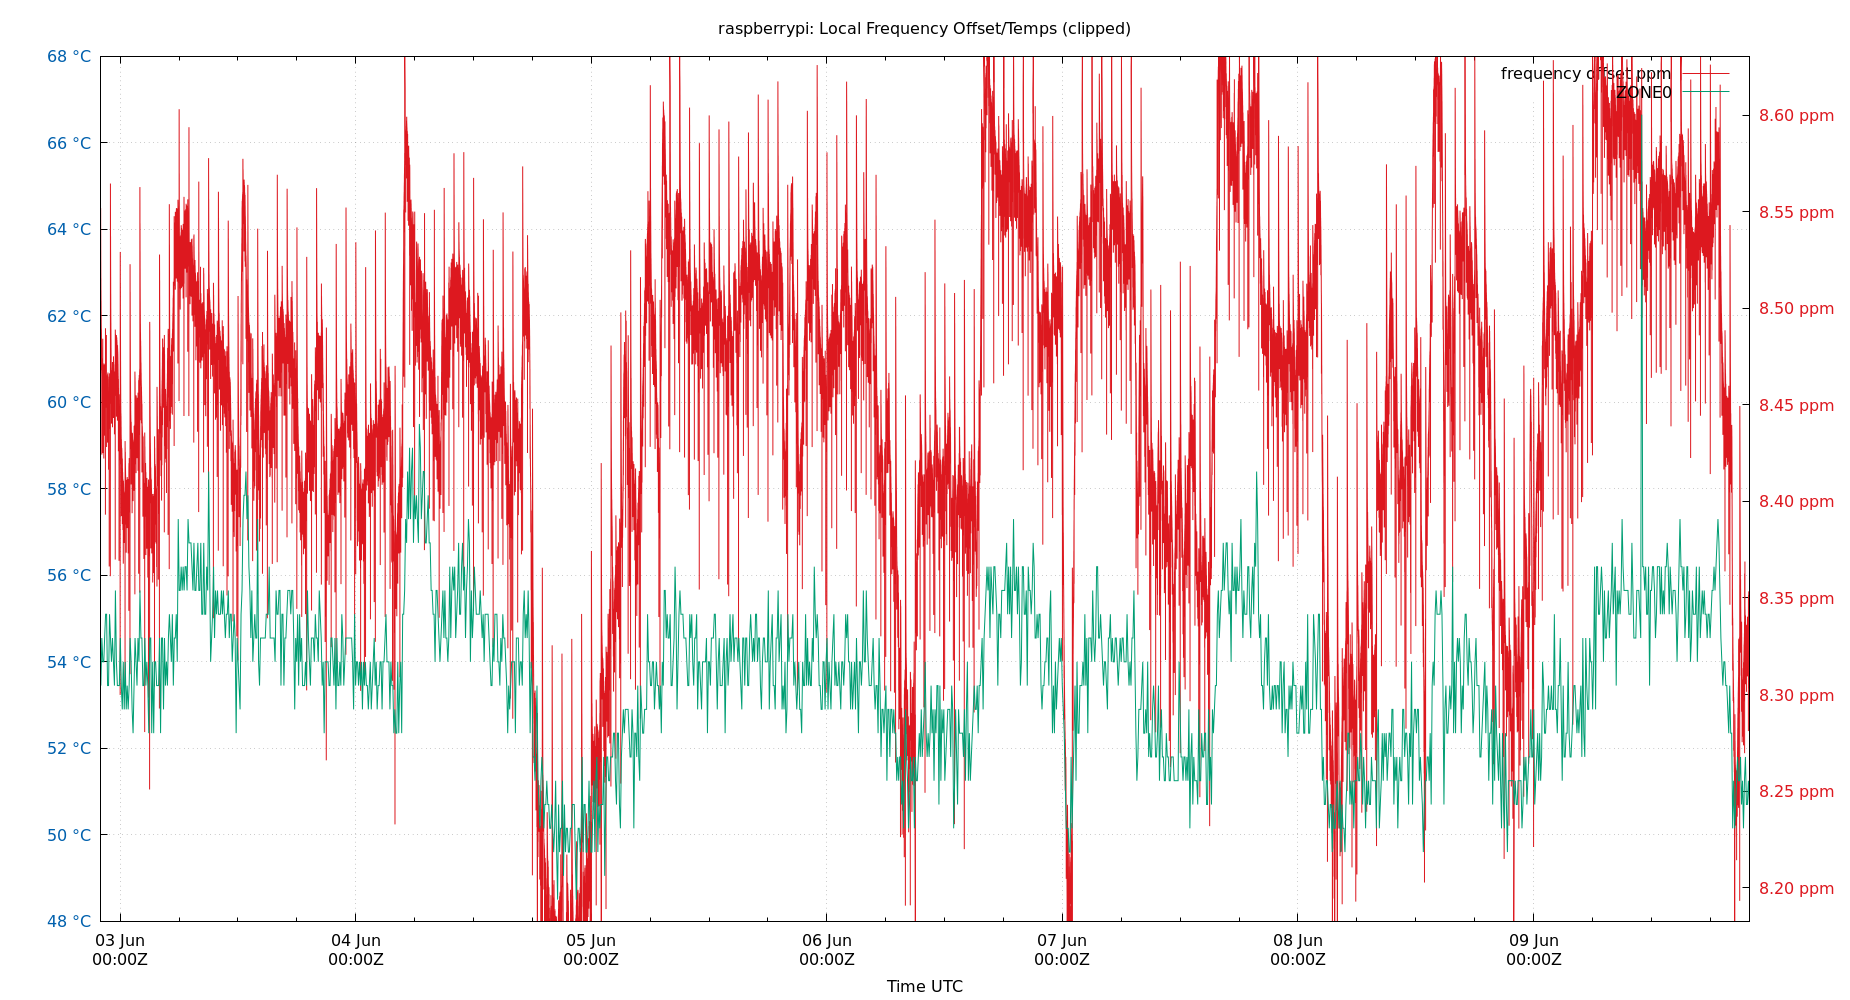 raspberrypi: Local Frequency Offset/Temps (clipped)
68 °C
66 °C
64 °C
62 °C
60 °C
58 °C
56 °C
54 °C
52 °C
50 °C
48 °C
frequency offset ppm
ZONE0
8.60 ppm
8.55 ppm
8.50 ppm
8.45 ppm
8.40 ppm
8.35 ppm
8.30 ppm
8.25 ppm
8.20 ppm
03 Jun 04 Jun 05 Jun 06 Jun 07 Jun 08 Jun 09 Jun
00:00Z 00:00Z 00:00Z 00:00Z 00:00Z 00:00Z 00:00Z
Time UTC